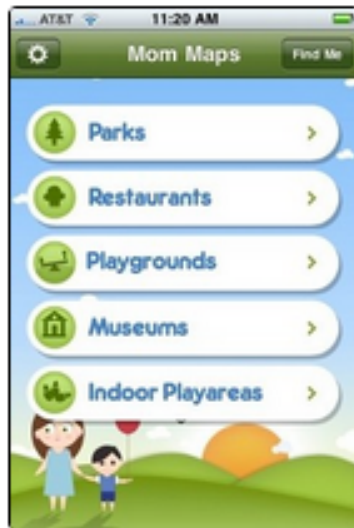 AT&T 11:20 AM
Mom Maps Find Me
Parks
Restaurants
Playgrounds
Museums
Indoor Playareas